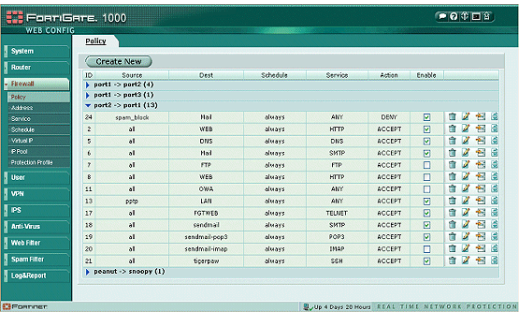 FORTIGATE. 1000
WEB CONFIG
System
Router
Firewall
Policy
Address
Service
Schedule
Virtual IP
IP Pool
Protection Profile
User
VPN
IPS
Anti-Virus
Web Filter
Spam Filter
Log&Report
Policy
Create New
ID Source Dest Schedule Service Action Enable
port1 -> port2 (4)
port1 -> port3 (1)
port2 -> port1 (13)
24 spam_block Mail always ANY DENY
2 all WEB always HTTP ACCEPT
5 all DNS always DNS ACCEPT
6 all Mail always SMTP ACCEPT
7 all FTP always FTP ACCEPT
8 all WEB always HTTP ACCEPT
11 all OWA always ANY ACCEPT
13 pptp LAN always ANY ACCEPT
17 all FGTWEB always TELNET ACCEPT
18 all sendmail always SMTP ACCEPT
19 all sendmail-pop3 always POP3 ACCEPT
20 all sendmail-imap always IMAP ACCEPT
21 all tigerpaw always SSH ACCEPT
peanut -> snoopy (1)
FORTINET
Up 4 Days 20 Hours REAL TIME NETWORK PROTECTION